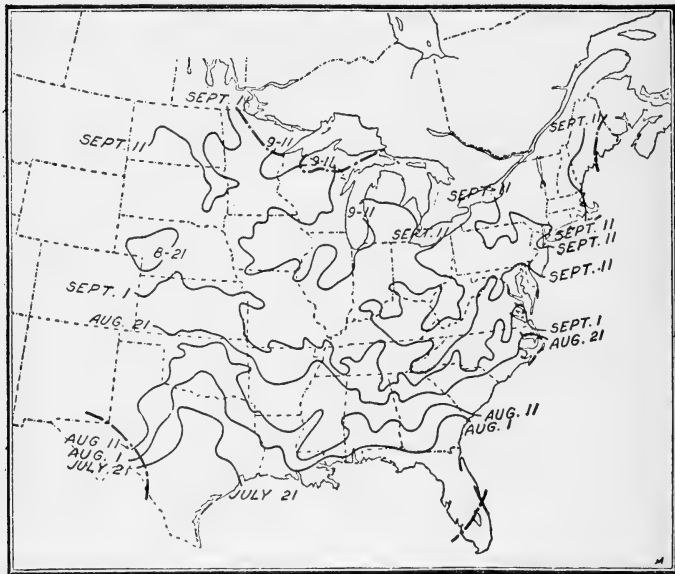 SEPT. 1
SEPT. 11
9-11
9-11
SEPT. 11
SEPT. 11
9-11
SEPT. 11
SEPT. 11
SEPT. 11
SEPT. 11
8-21
SEPT. 1
AUG. 21
SEPT. 1
AUG. 21
AUG. 11
AUG. 1
AUG 11
AUG. 1
JULY 21
JULY 21